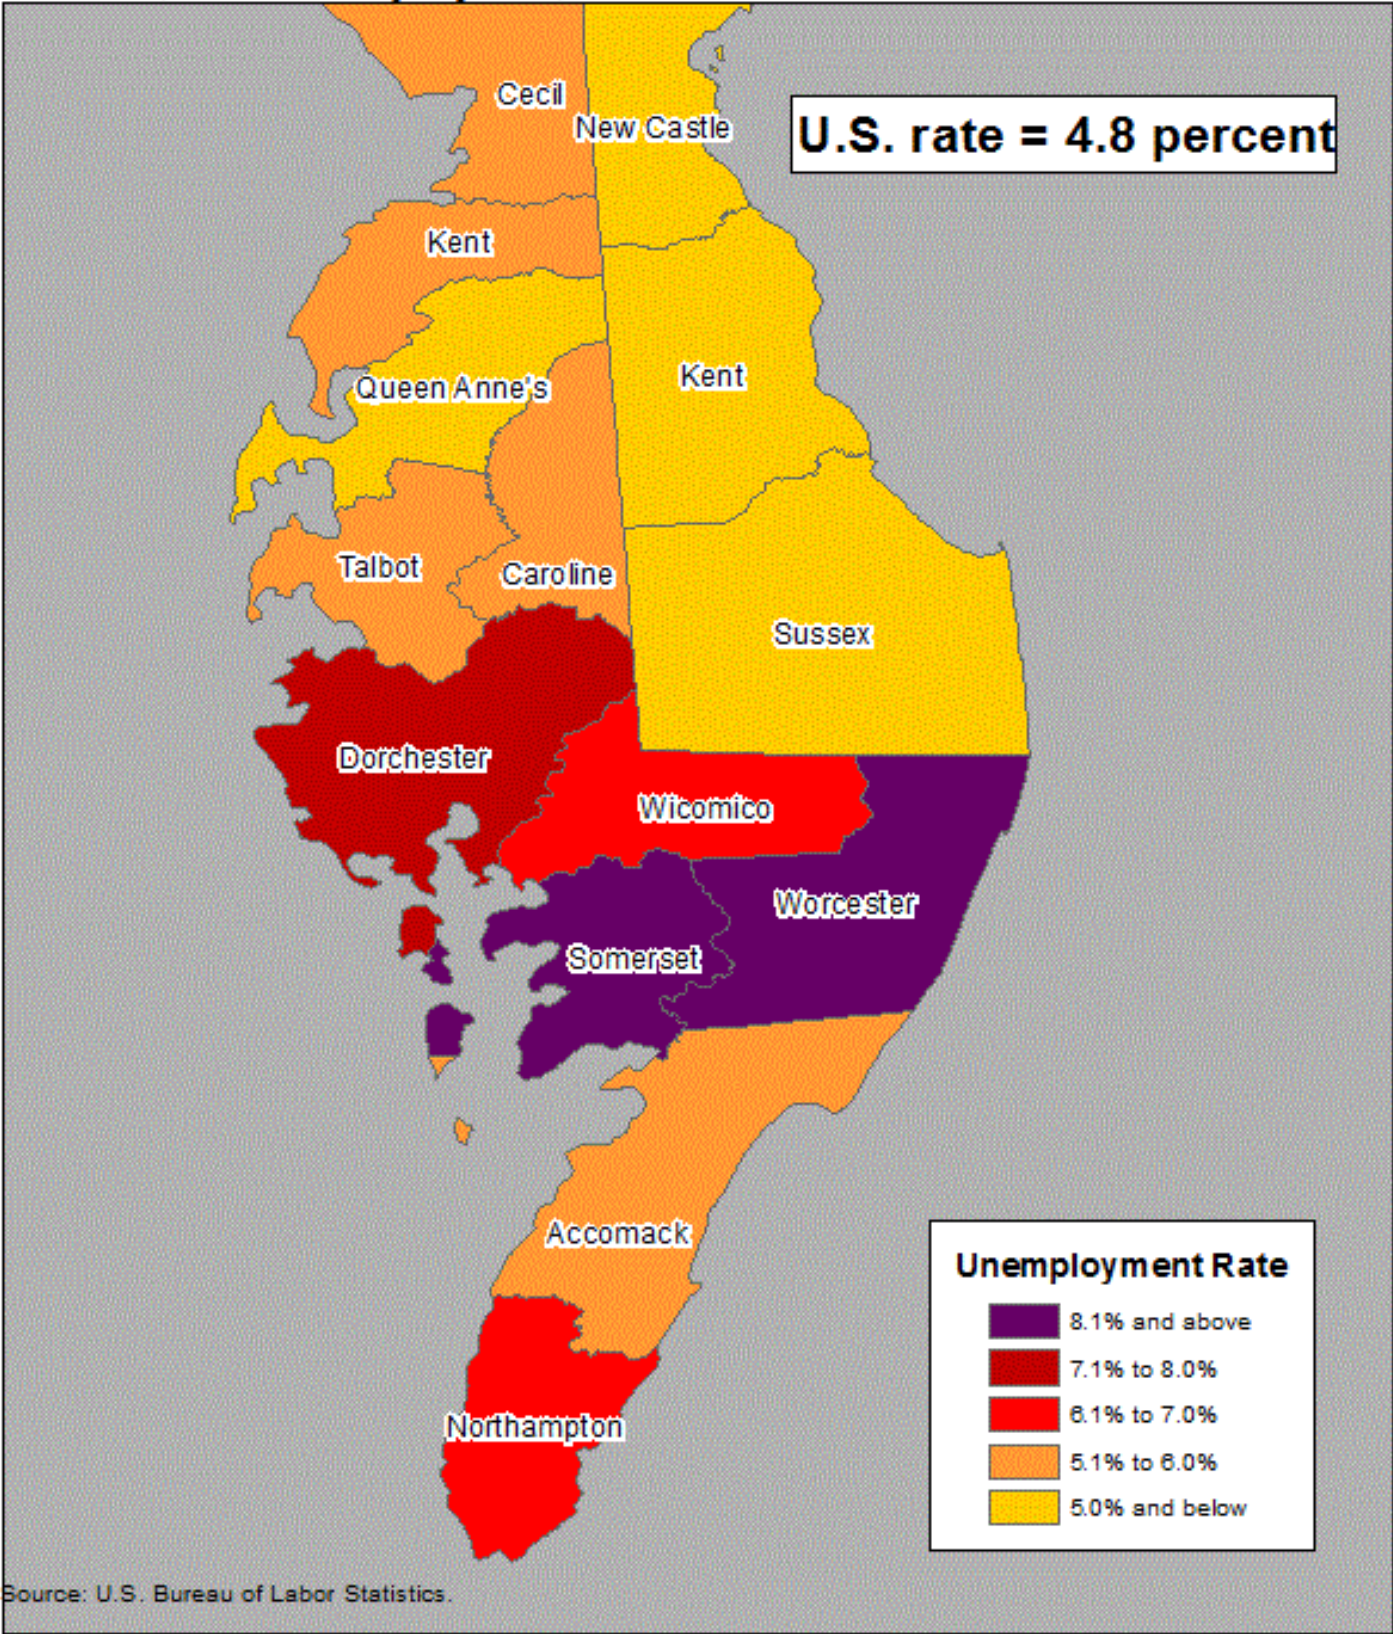 Cecil
New Castle
U.S. rate = 4.8 percent
Kent
Kent
Queen Anne's
Talbot
Caroline
Sussex
Dorchester
Wicomico
Worcester
Somerset
Accomack
Northampton
Unemployment Rate
8.1% and above
7.1% to 8.0%
6.1% to 7.0%
5.1% to 6.0%
5.0% and below
Source: U.S. Bureau of Labor Statistics.